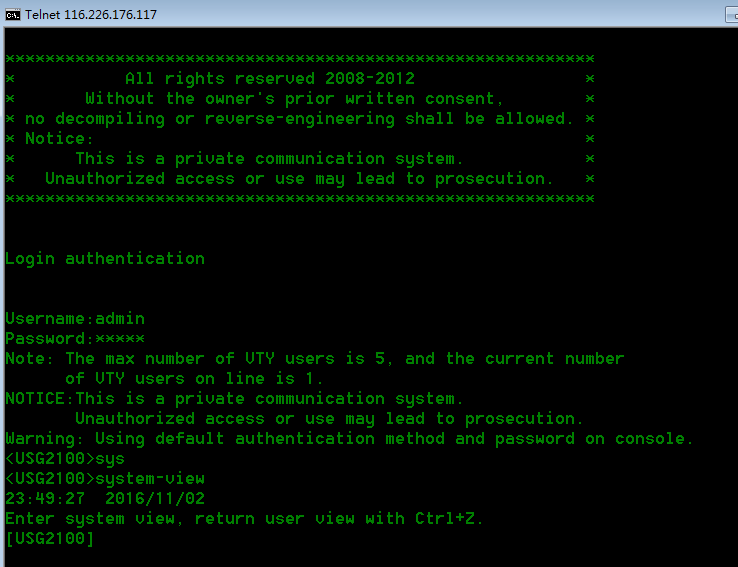 Telnet 116.226.176.117
***********************************************************
* All rights reserved 2008-2012 *
* Without the owner's prior written consent, *
* no decompiling or reverse-engineering shall be allowed. *
* Notice: *
* This is a private communication system. *
* Unauthorized access or use may lead to prosecution. *
***********************************************************
Login authentication
Username:admin
Password:*****
Note: The max number of VTY users is 5, and the current number
of VTY users on line is 1.
NOTICE:This is a private communication system.
Unauthorized access or use may lead to prosecution.
Warning: Using default authentication method and password on console.
<USG2100>sys
<USG2100>system-view
23:49:27 2016/11/02
Enter system view, return user view with Ctrl+Z.
[USG2100]